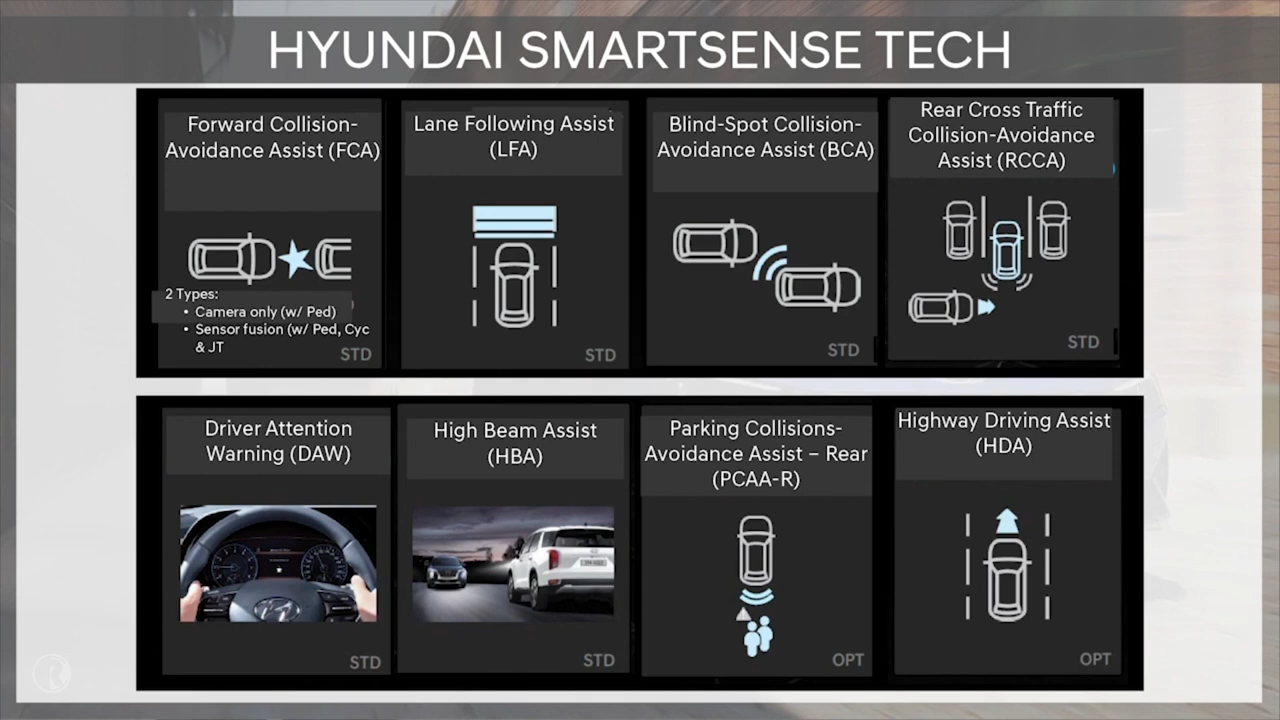 HYUNDAI SMARTSENSE TECH
Forward Collision-
Avoidance Assist (FCA)
2 Types:
• Camera only (w/ Ped)
• Sensor fusion (w/ Ped, Cyc
& JT
STD
Lane Following Assist
(LFA)
STD
Blind-Spot Collision-
Avoidance Assist (BCA)
STD
Rear Cross Traffic
Collision-Avoidance
Assist (RCCA)
STD
Driver Attention
Warning (DAW)
STD
High Beam Assist
(HBA)
STD
Parking Collisions-
Avoidance Assist – Rear
(PCAA-R)
OPT
Highway Driving Assist
(HDA)
OPT
R